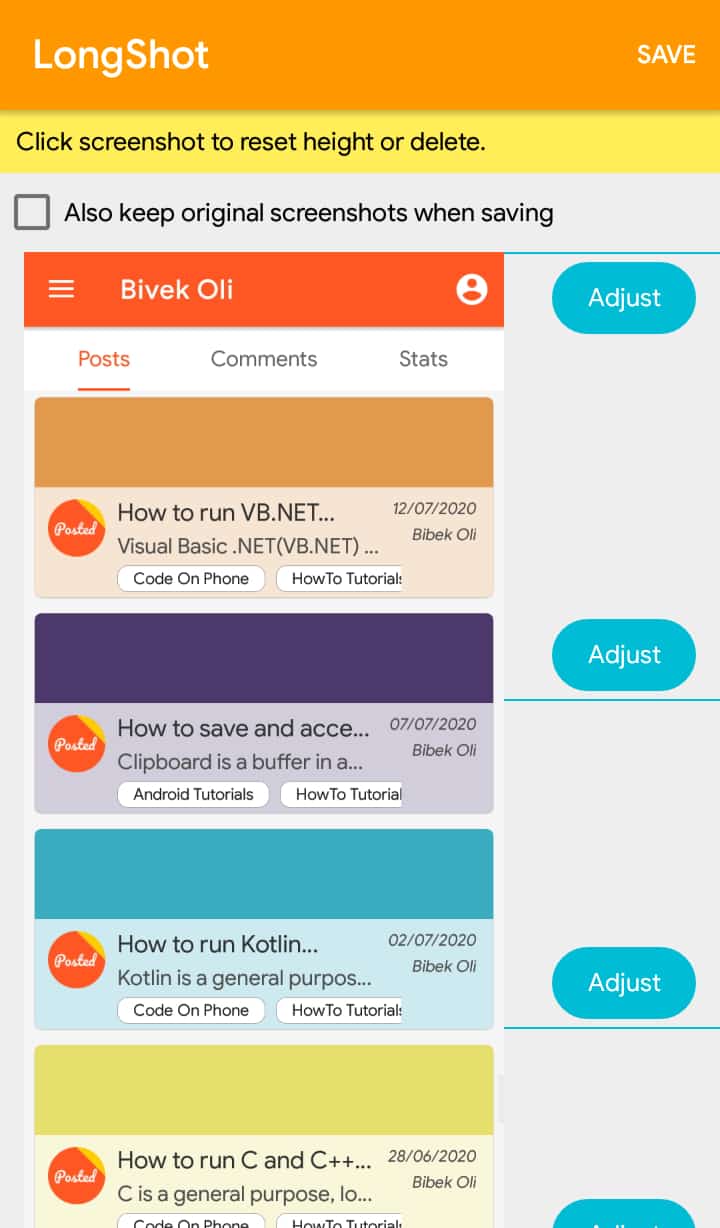 LongShot
SAVE
Click screenshot to reset height or delete.
Also keep original screenshots when saving
Bivek Oli
Adjust
Posts Comments Stats
Posted
How to run VB.NET...
12/07/2020
Visual Basic .NET(VB.NET) ...
Bibek Oli
Code On Phone
HowTo Tutorials
Adjust
Posted
How to save and acce...
07/07/2020
Clipboard is a buffer in a...
Bibek Oli
Android Tutorials
HowTo Tutorial
Posted
How to run Kotlin...
02/07/2020
Kotlin is a general purpos...
Bibek Oli
Adjust
Code On Phone
HowTo Tutorials
Posted
How to run C and C++...
28/06/2020
C is a general purpose, lo...
Bibek Oli
Code On Phone
HowTo Tutorials
Adjust